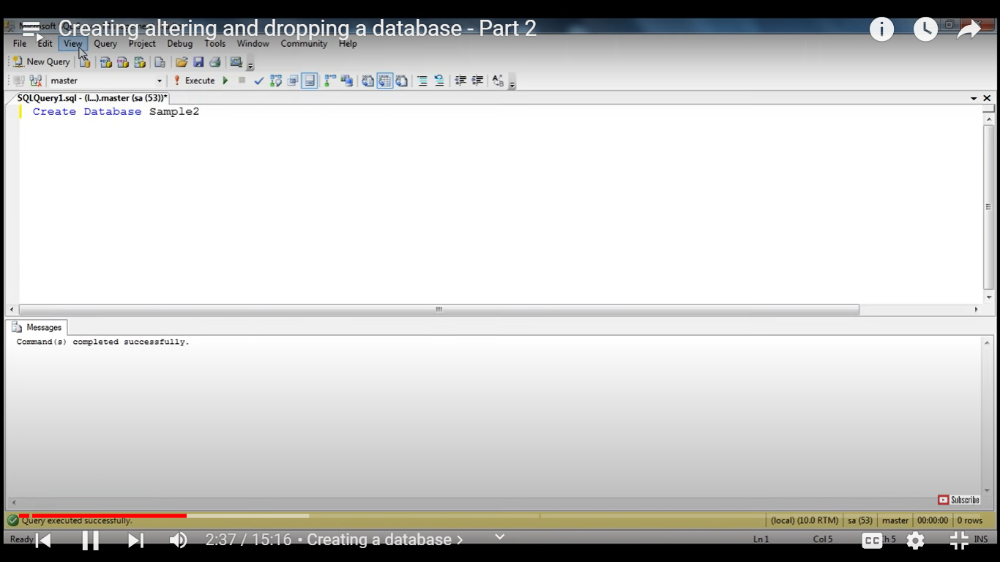 Creating altering and dropping a database - Part 2
Microsoft
File Edit View Query Project Debug Tools Window Community Help
New Query
master Execute
SQLQuery1.sql - (l...).master (sa (53))*
Create Database Sample2
Messages
Command(s) completed successfully.
Subscribe
Query executed successfully. (local) (10.0 RTM) sa (53) master 00:00:00 0 rows
Ready Ln 1 Col 5 Ch 5 INS
2:37 / 15:16 • Creating a database >
CC